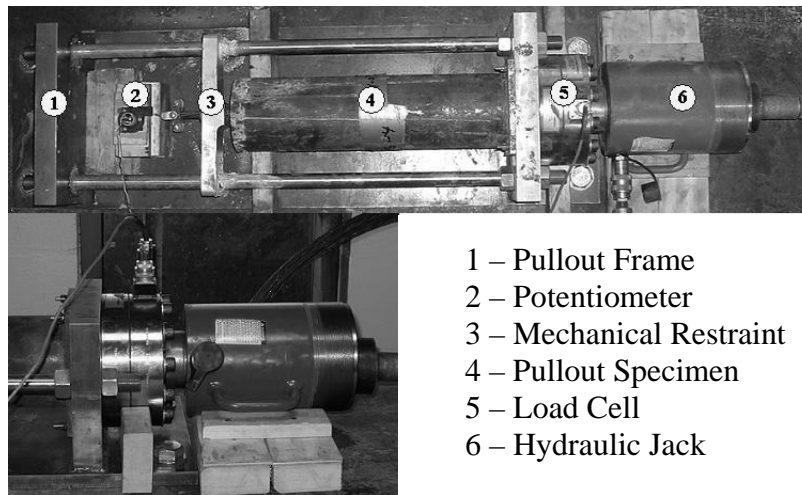 1
2
3
4
5
6
1 – Pullout Frame
2 – Potentiometer
3 – Mechanical Restraint
4 – Pullout Specimen
5 – Load Cell
6 – Hydraulic Jack